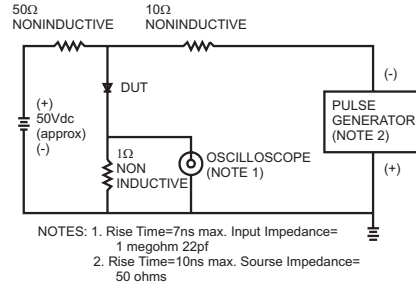 50Ω
NONINDUCTIVE
10Ω
NONINDUCTIVE
(+)
50Vdc
(approx)
(-)
DUT
1Ω
NON
INDUCTIVE
OSCILLOSCOPE
(NOTE 1)
(-)
PULSE
GENERATOR
(NOTE 2)
(+)
NOTES: 1. Rise Time=7ns max. Input Impedance=
1 megohm 22pf
2. Rise Time=10ns max. Sourse Impedance=
50 ohms